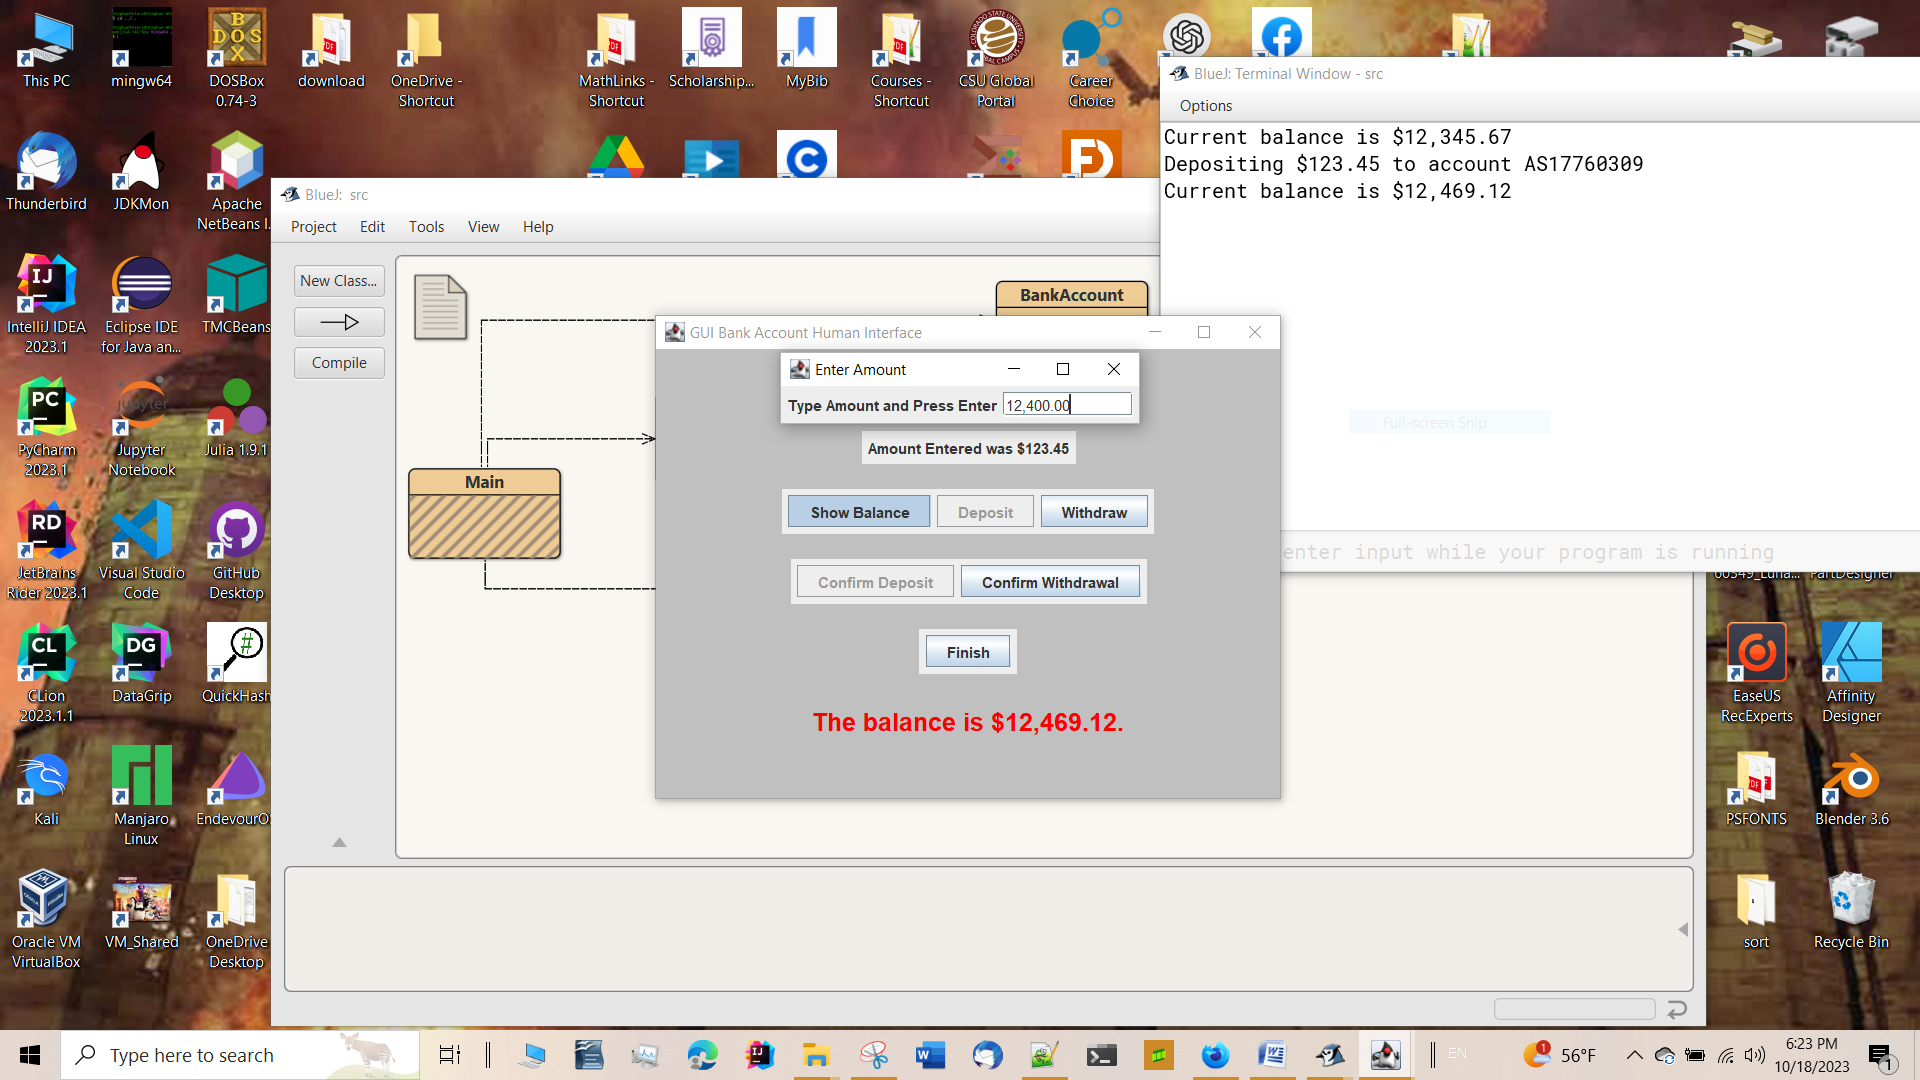 This PC
mingw64
DOSBox
0.74-3
download
OneDrive -
Shortcut
MathLinks -
Shortcut
Scholarship...
MyBib
Courses -
Shortcut
CSU Global
Portal
Career
Choice
Thunderbird
JDKMon
Apache
NetBeans I...
IntelliJ IDEA
2023.1
Eclipse IDE
for Java an...
TMCBeans
PyCharm
2023.1
Jupyter
Notebook
Julia 1.9.1
JetBrains
Rider 2023.1
Visual Studio
Code
GitHub
Desktop
CLion
2023.1.1
DataGrip
QuickHash
Kali
Manjaro
Linux
EndevourO
Oracle VM
VirtualBox
VM_Shared
OneDrive
Desktop
BlueJ: src
Project Edit Tools View Help
New Class...
Compile
BankAccount
Main
BlueJ: Terminal Window - src
Options
Current balance is $12,345.67
Depositing $123.45 to account AS17760309
Current balance is $12,469.12
Full-screen Snip
enter input while your program is running
GUI Bank Account Human Interface
Enter Amount
Type Amount and Press Enter 12,400.00
Amount Entered was $123.45
Show Balance Deposit Withdraw
Confirm Deposit Confirm Withdrawal
Finish
The balance is $12,469.12.
EaseUS
RecExperts
Affinity
Designer
PSFONTS
Blender 3.6
sort
Recycle Bin
Type here to search
EN
1
56°F
6:23 PM
10/18/2023
1